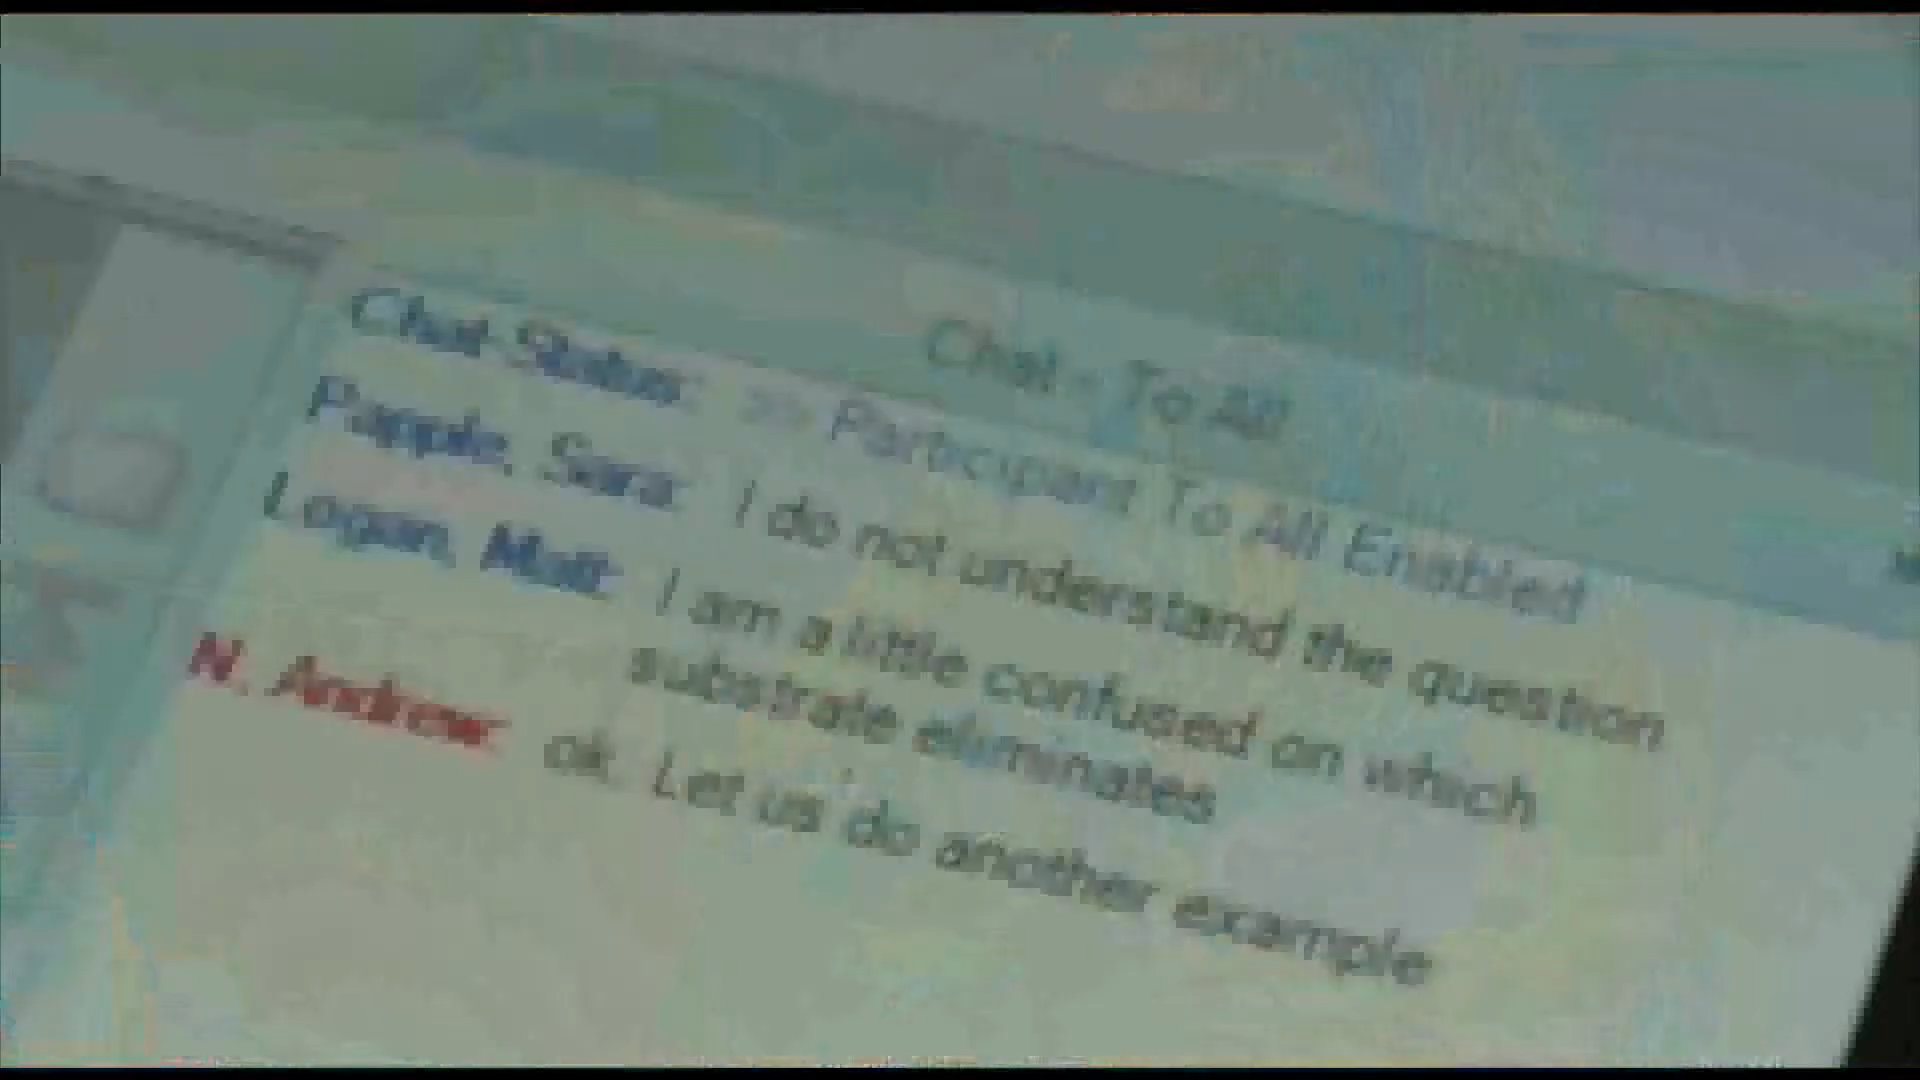 Chat - To All
Chat-Status: >> Participant To All Enabled
Papple, Sara: I do not understand the question
Logan, Matt: I am a little confused on which
substrate eliminates
N. Andrew: ok. Let us do another example